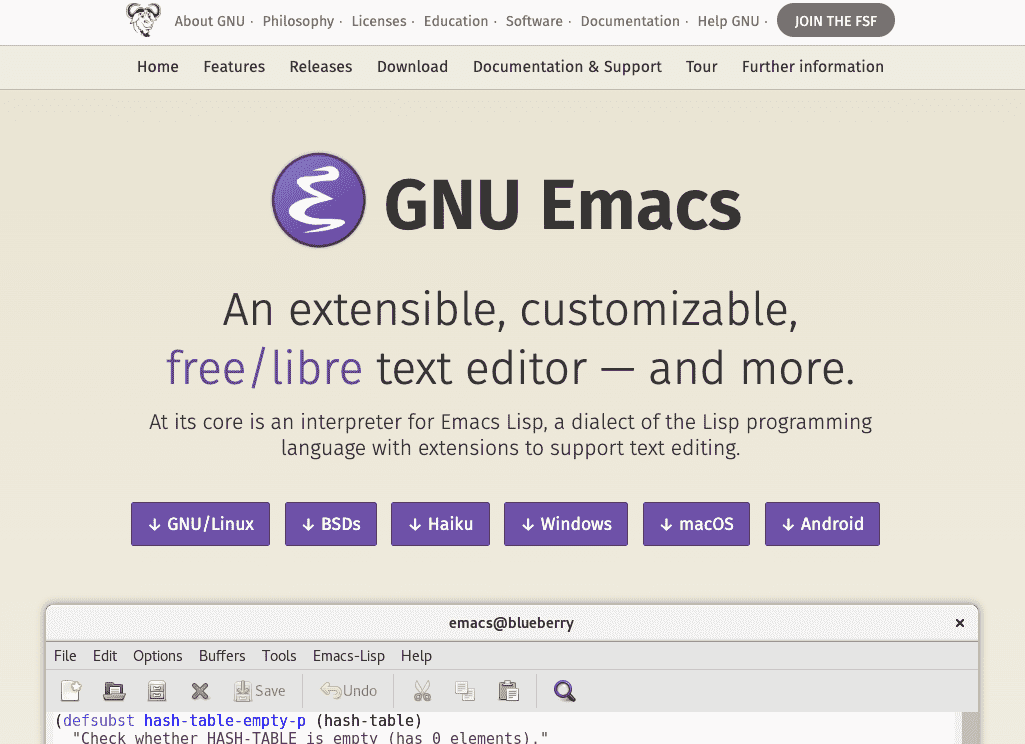 About GNU · Philosophy · Licenses · Education · Software · Documentation · Help GNU · JOIN THE FSF
Home Features Releases Download Documentation & Support Tour Further information
GNU Emacs
An extensible, customizable,
free/libre text editor — and more.
At its core is an interpreter for Emacs Lisp, a dialect of the Lisp programming
language with extensions to support text editing.
↓ GNU/Linux ↓ BSDs ↓ Haiku ↓ Windows ↓ macOS ↓ Android
emacs@blueberry ×
File Edit Options Buffers Tools Emacs-Lisp Help
Save Undo
(defsubst hash-table-empty-p (hash-table)
"Check whether HASH-TABLE is empty (has 0 elements)."